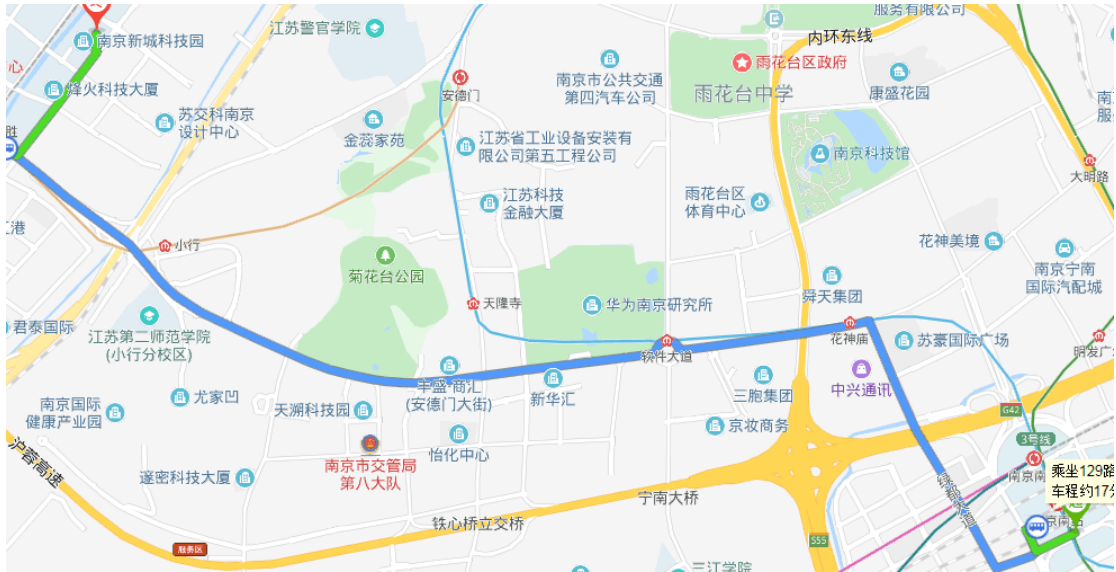 服务有限公司
江苏警官学院
内环东线
南京新城科技园
雨花台区政府
南京市公共交通
第四汽车公司
康盛花园
雨花台中学
烽火科技大厦
安德门
苏交科南京
设计中心
金蕊家苑
江苏省工业设备安装有
限公司第五工程公司
南京科技馆
大明路
江苏科技
金融大厦
雨花台区
体育中心
小行
花神美境
菊花台公园
南京宁南
国际汽配城
舜天集团
天隆寺
华为南京研究所
君泰国际
江苏第二师范学院
(小行分校区)
软件大道
花神庙
苏豪国际广场
明发广
丰盛·商汇
(安德门大街)
新华汇
三胞集团
中兴通讯
尤家凹
南京国际
健康产业园
天溯科技园
G42
京妆商务
怡化中心
3号线
沪蓉高速
南京市交管局
第八大队
南京南
乘坐129路
车程约17分
邃密科技大厦
绿都大道
宁南大桥
铁心桥立交桥
京南站
服务区
S55
三江学院